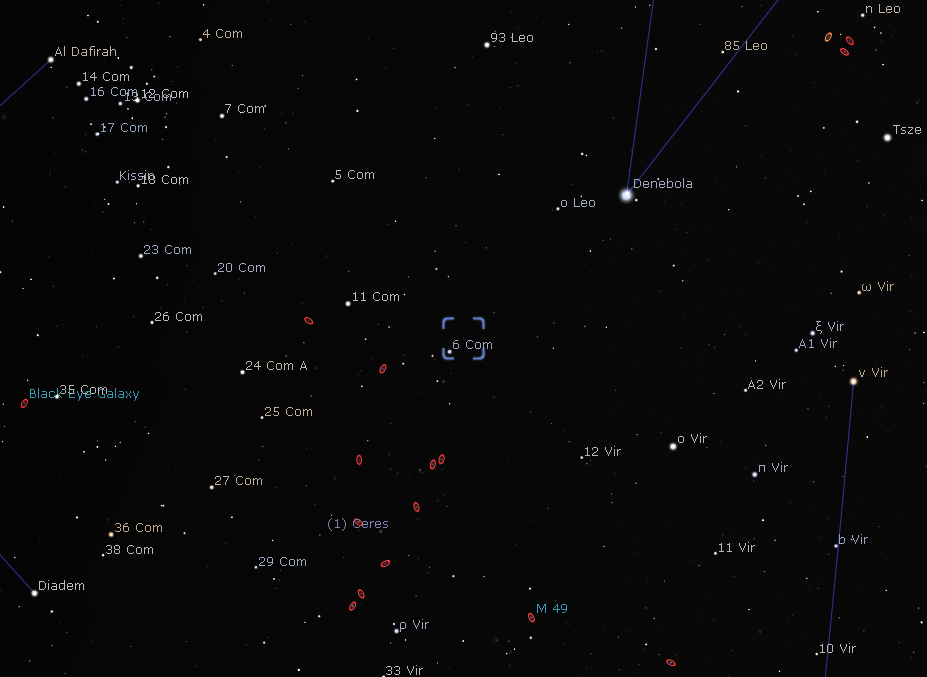 n Leo
4 Com
93 Leo
85 Leo
Al Dafirah
14 Com
16 Com
13 Com
12 Com
7 Com
17 Com
Tsze
Kissin
18 Com
5 Com
Denebola
o Leo
23 Com
20 Com
ω Vir
11 Com
26 Com
ξ Vir
6 Com
A1 Vir
24 Com A
ν Vir
35 Com
Black Eye Galaxy
A2 Vir
25 Com
ο Vir
12 Vir
π Vir
27 Com
(1) Ceres
36 Com
38 Com
b Vir
11 Vir
29 Com
Diadem
M 49
ρ Vir
10 Vir
33 Vir